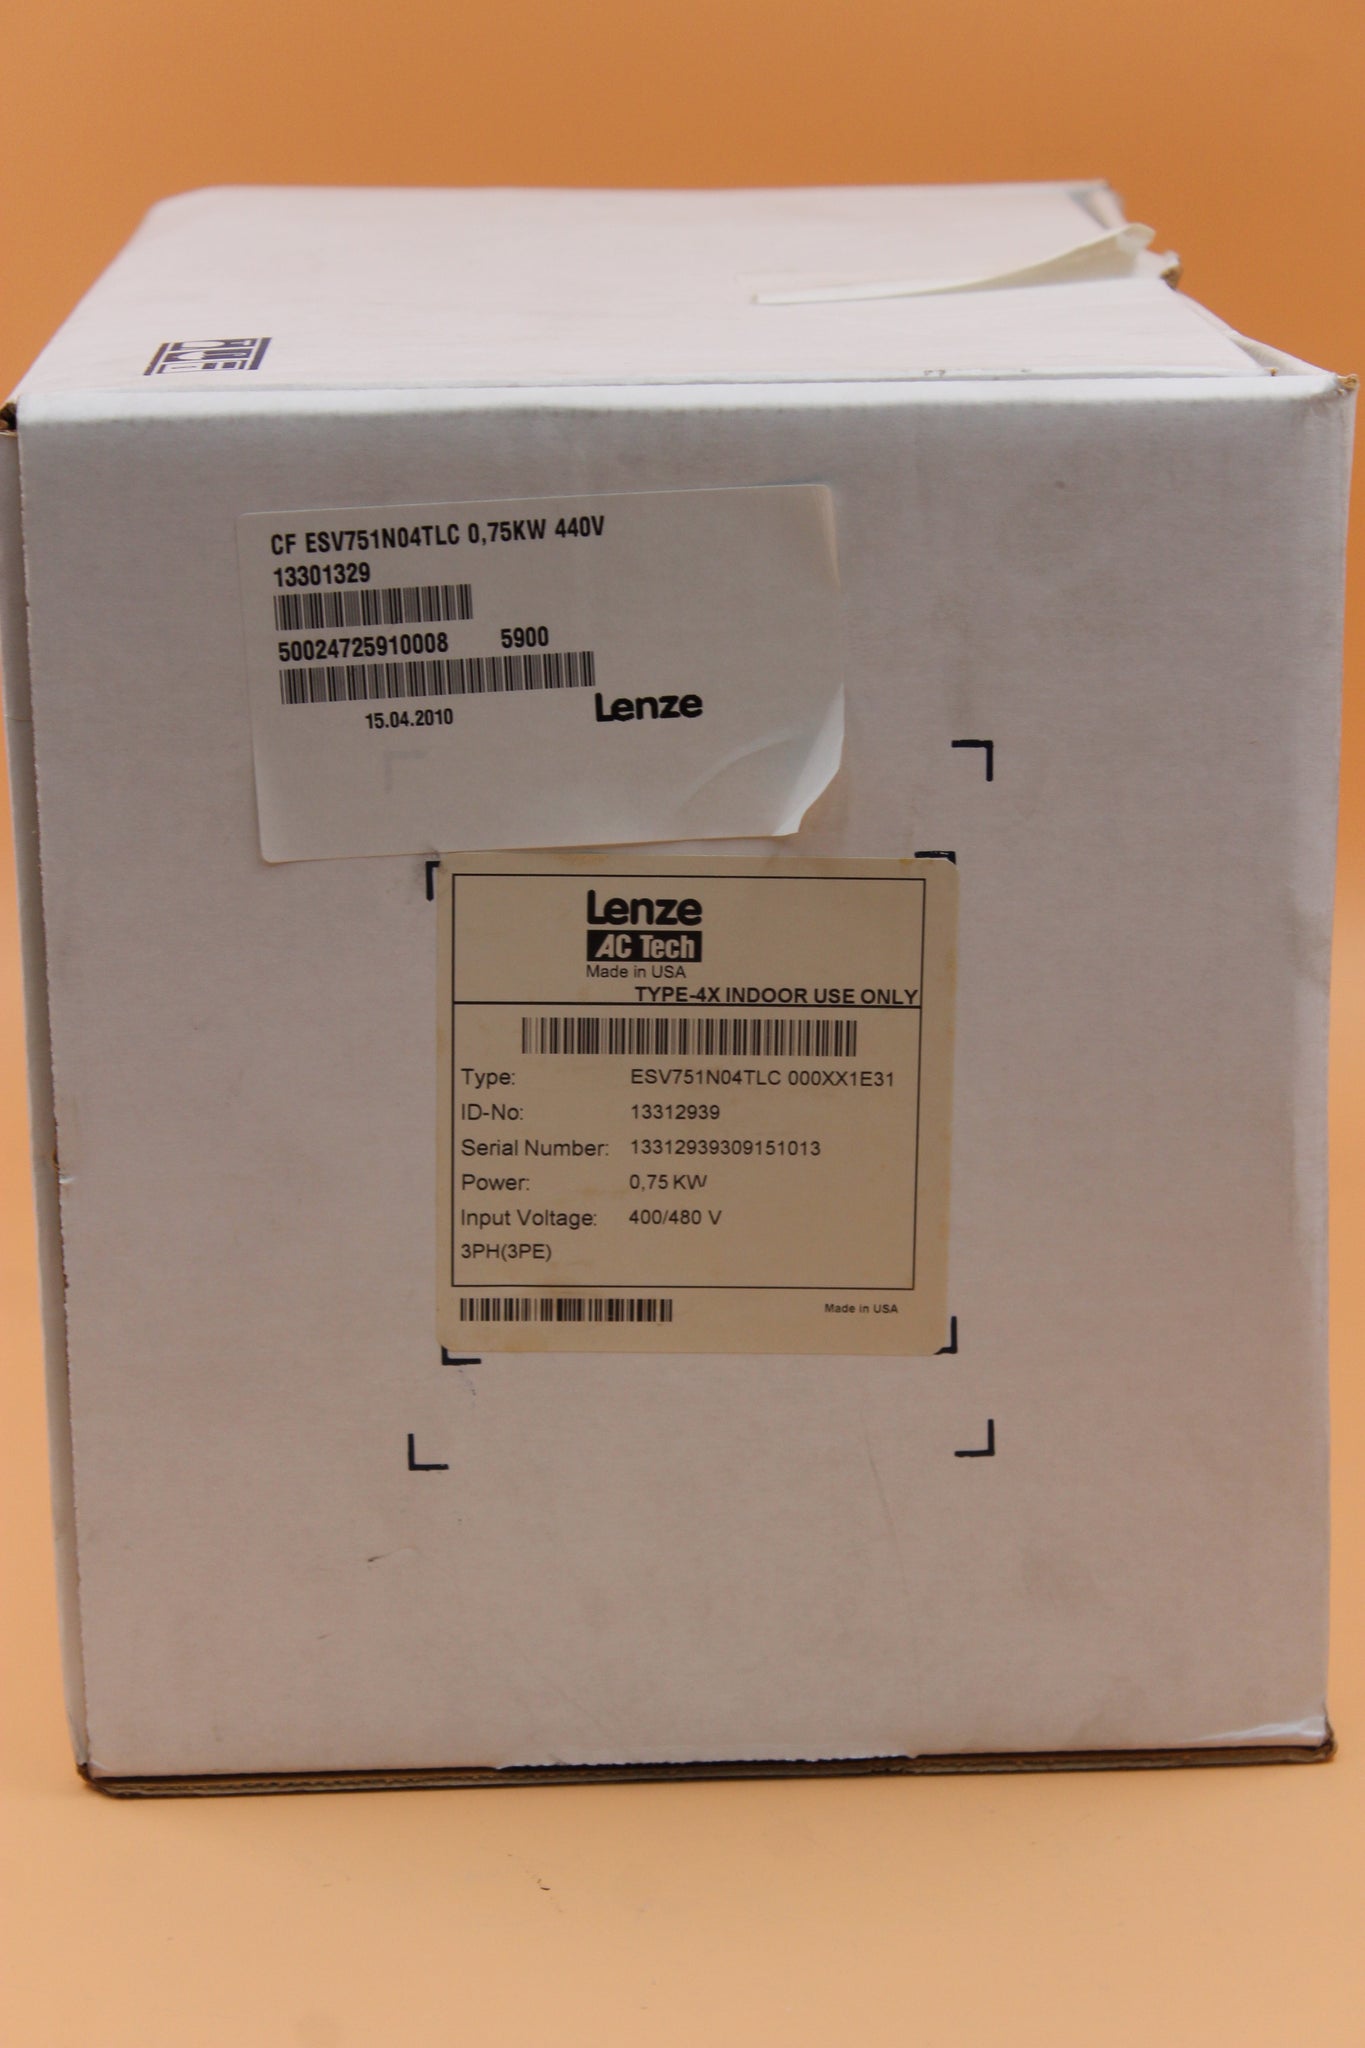 CF ESV751N04TLC 0,75KW 440V
13301329
50024725910008 5900
15.04.2010 Lenze
Lenze
AC Tech
Made in USA
TYPE-4X INDOOR USE ONLY
Type: ESV751N04TLC 000XX1E31
ID-No: 13312939
Serial Number: 13312939309151013
Power: 0,75 KW
Input Voltage: 400/480 V
3PH(3PE)
Made in USA